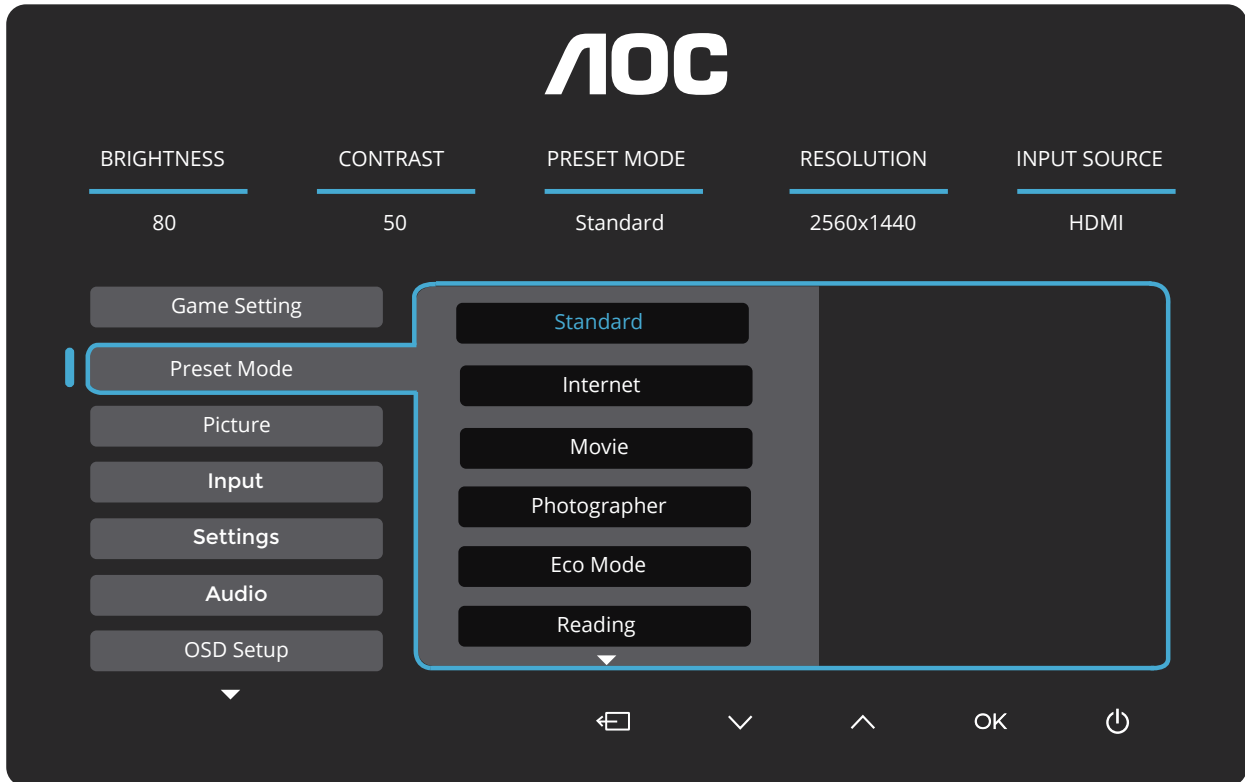 AOC
BRIGHTNESS CONTRAST PRESET MODE RESOLUTION INPUT SOURCE
80 50 Standard 2560x1440 HDMI
Game Setting
Preset Mode
Picture
Input
Settings
Audio
OSD Setup
Standard
Internet
Movie
Photographer
Eco Mode
Reading
OK